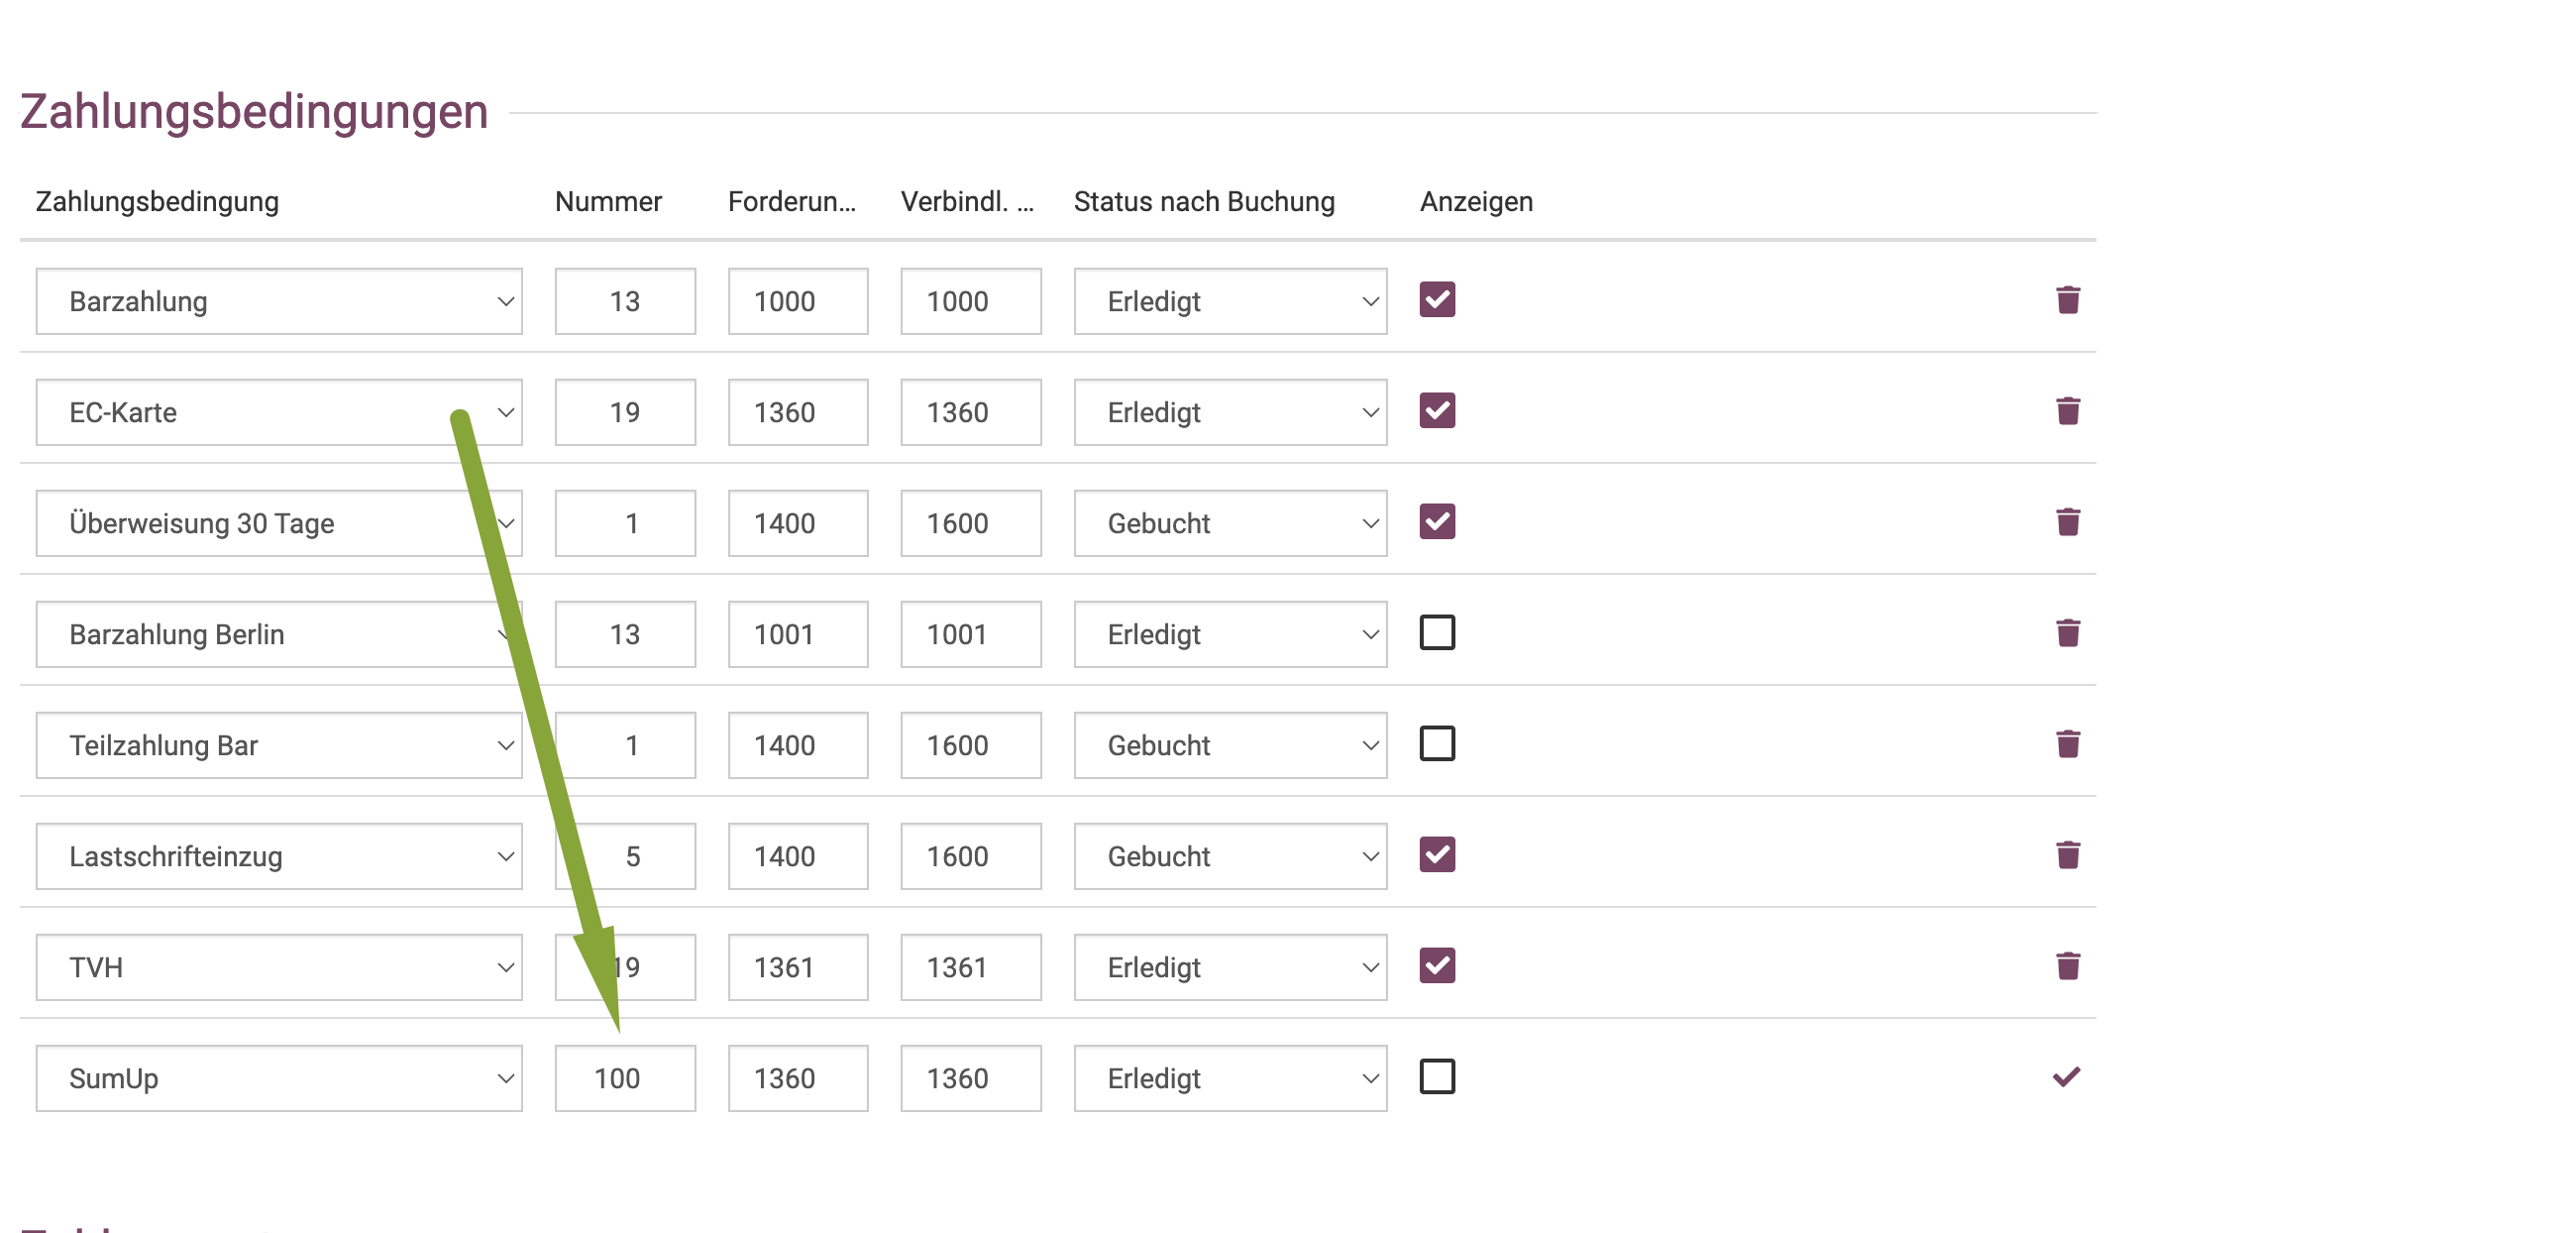 Zahlungsbedingungen
Zahlungsbedingung Nummer Forderun... Verbindl. ... Status nach Buchung Anzeigen
Barzahlung 13 1000 1000 Erledigt
EC-Karte 19 1360 1360 Erledigt
Überweisung 30 Tage 1 1400 1600 Gebucht
Barzahlung Berlin 13 1001 1001 Erledigt
Teilzahlung Bar 1 1400 1600 Gebucht
Lastschrifteinzug 5 1400 1600 Gebucht
TVH 19 1361 1361 Erledigt
SumUp 100 1360 1360 Erledigt